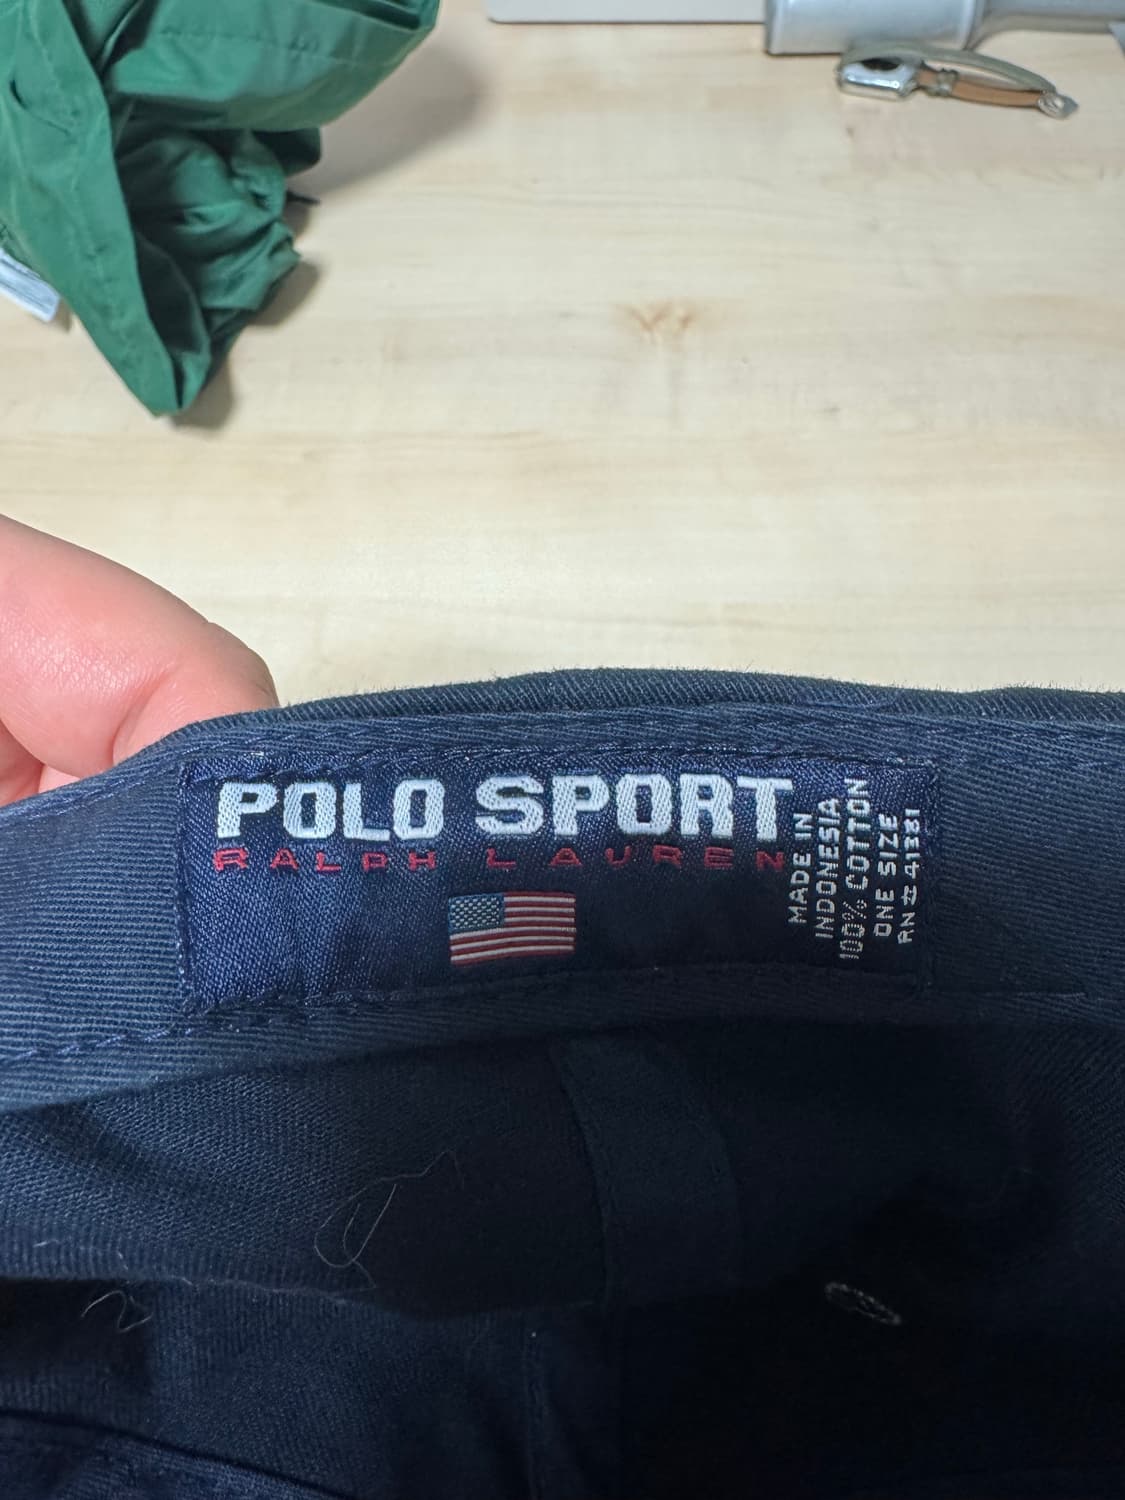 POLO SPORT
RALPH LAUREN
MADE IN
INDONESIA
100% COTTON
ONE SIZE
RN # 41381